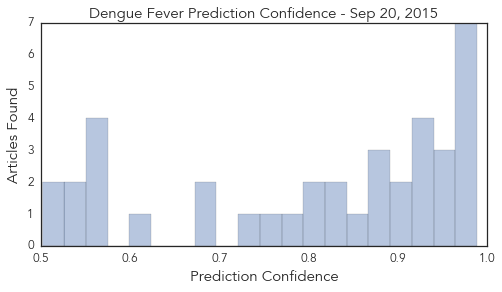 Dengue Fever Prediction Confidence - Sep 20, 2015
7
6
5
4
3
2
1
0
Articles Found
0.5 0.6 0.7 0.8 0.9 1.0
Prediction Confidence